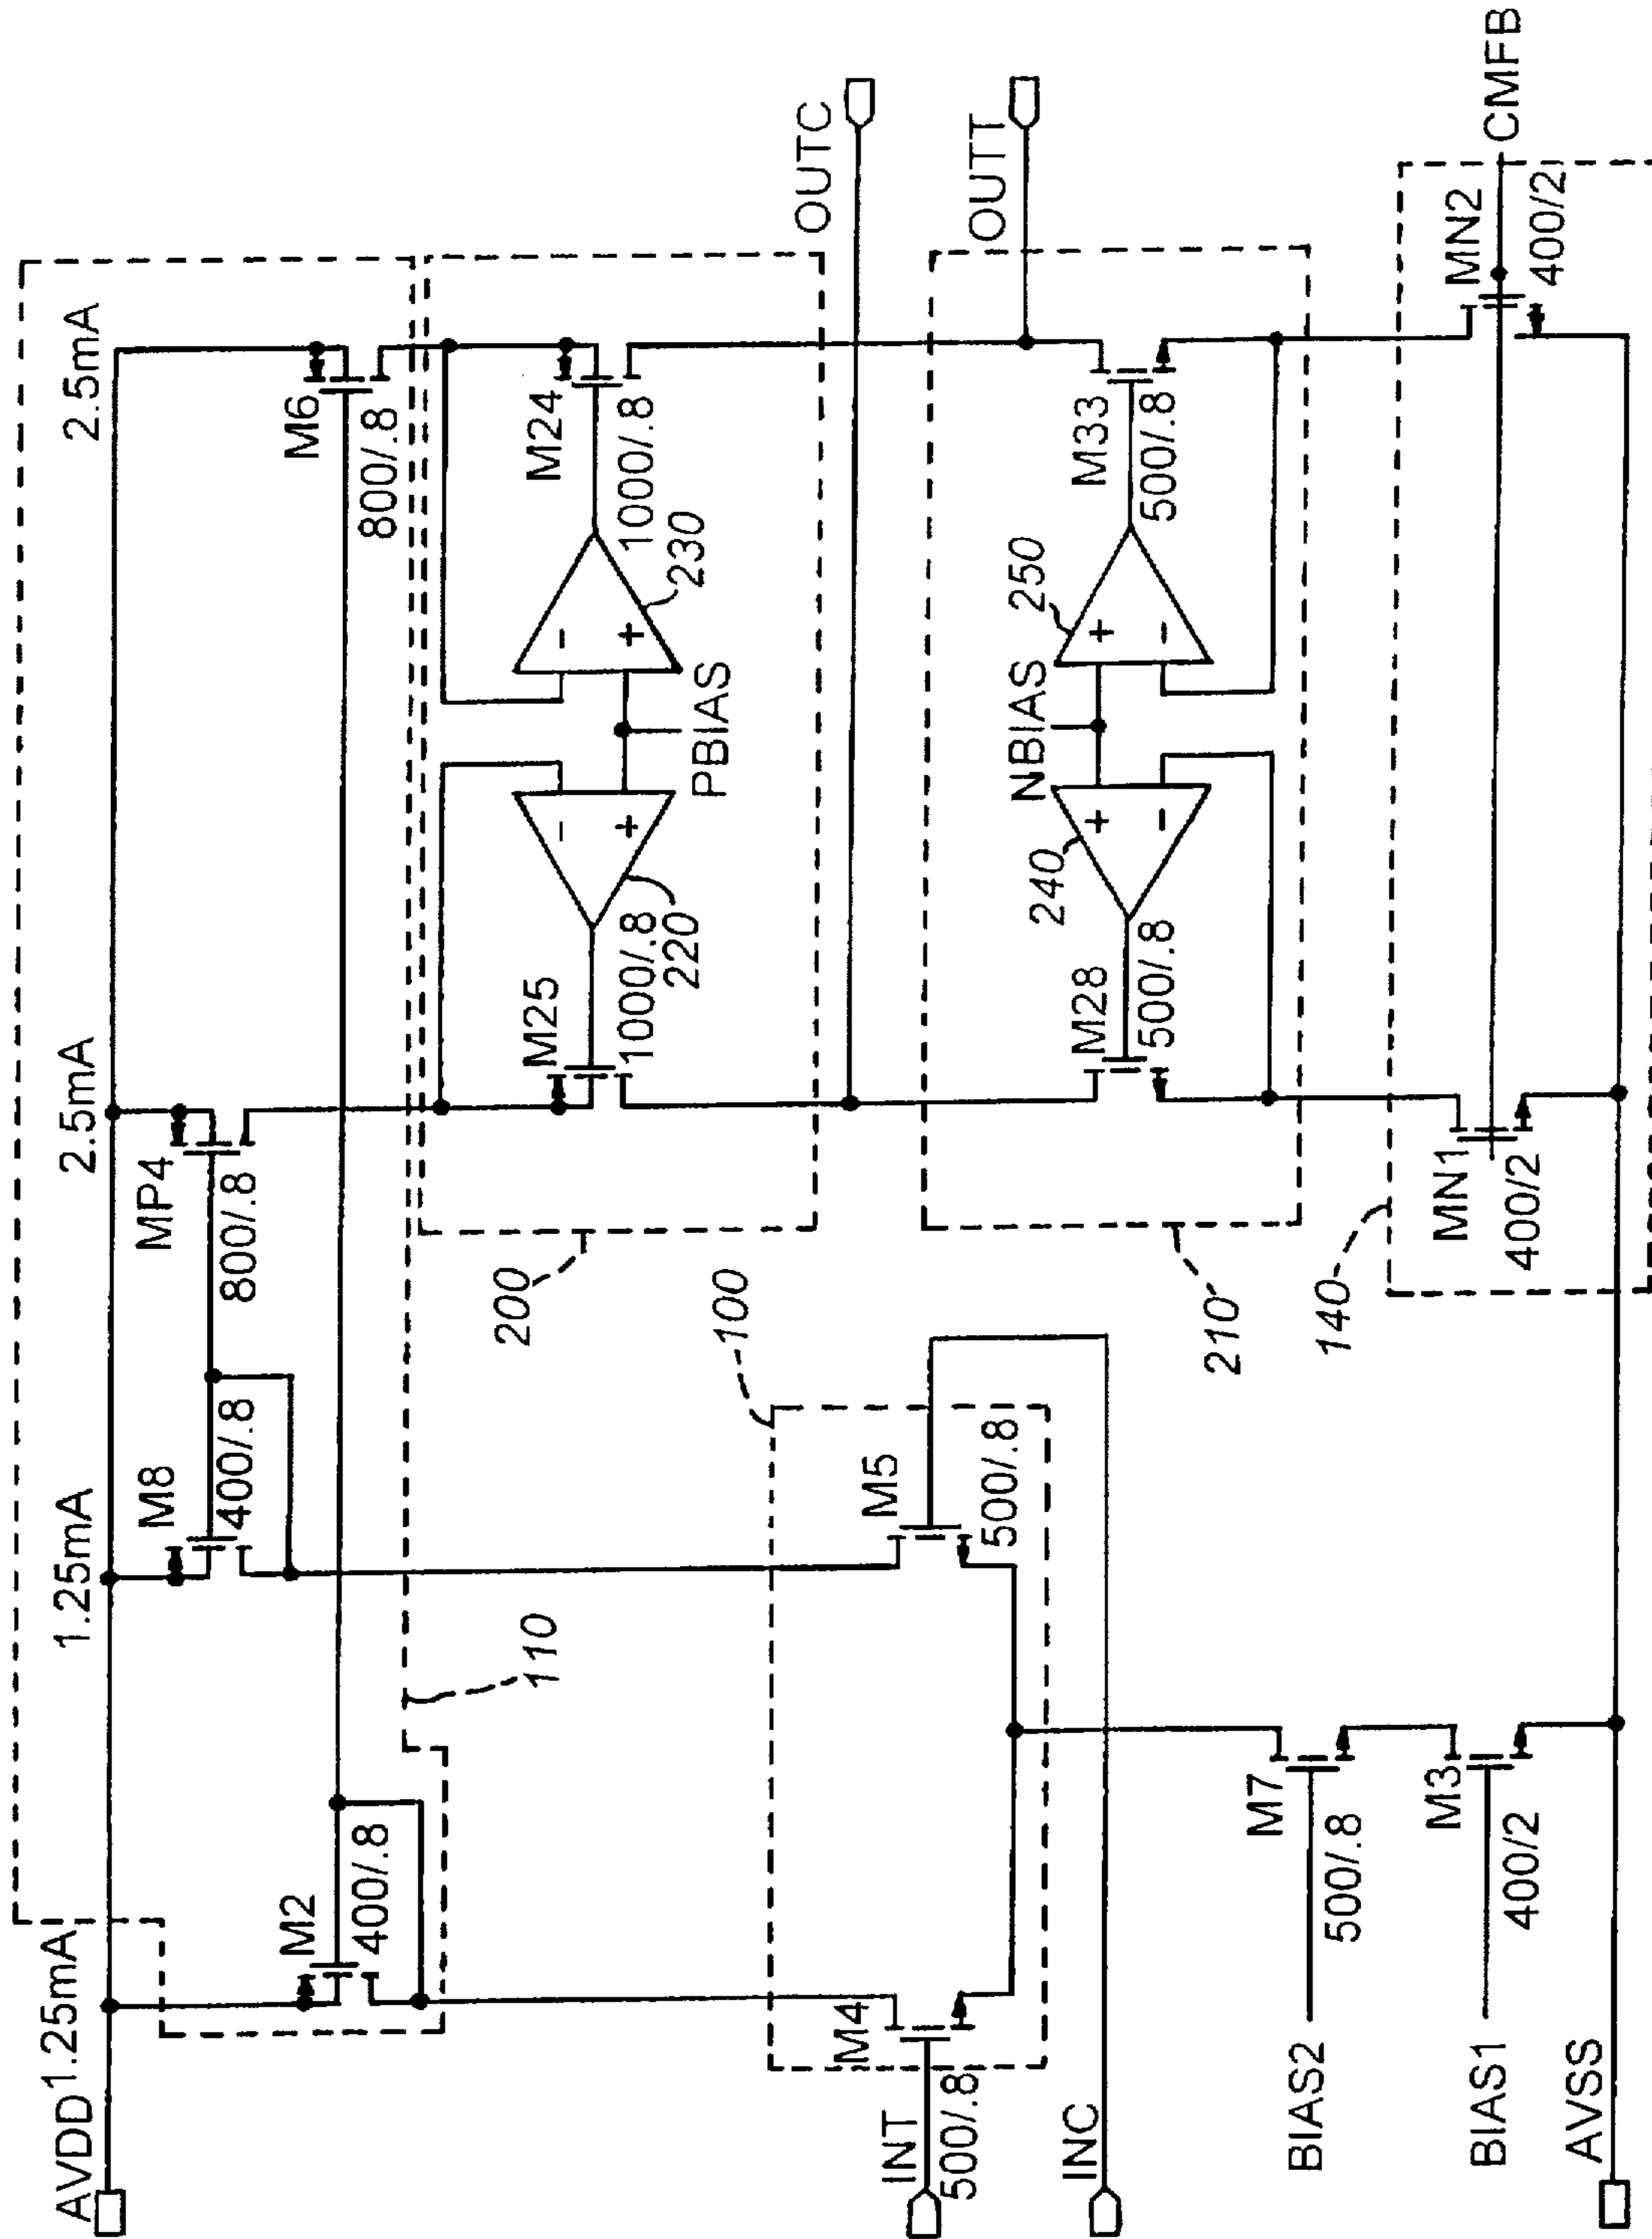 AVDD
1.25mA
1.25mA
2.5mA
2.5mA
M2
400/.8
M8
400/.8
MP4
800/.8
M6
800/.8
110
200
M25
1000/.8
220
-
+
PBIAS
-
+
230
M24
1000/.8
OUTC
OUTT
100
M4
INT
500/.8
M5
500/.8
INC
210
M28
500/.8
240
+
-
NBIAS
+
-
250
M33
500/.8
BIAS2
M7
500/.8
BIAS1
M3
400/2
140
MN1
400/2
MN2
400/2
CMFB
AVSS